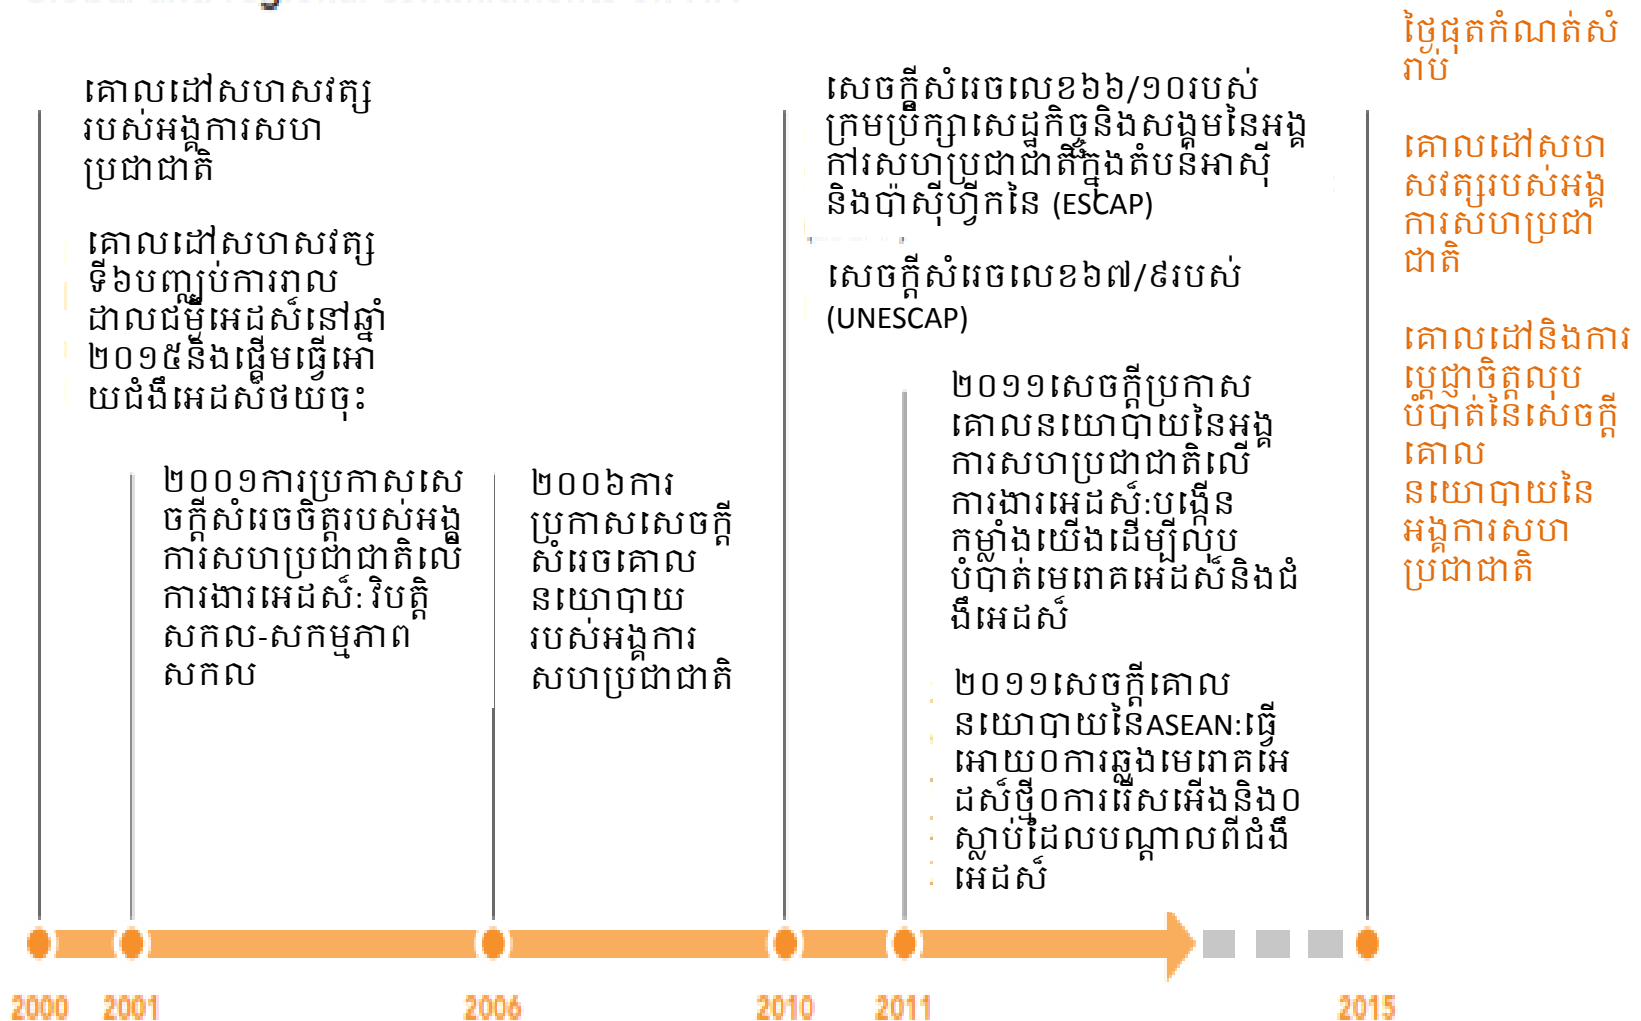 គោលដៅសហសវត្ស
របស់អង្គការសហ
ប្រជាជាតិ
គោលដៅសហសវត្ស
ទី៦បញ្ឈប់ការរាល
ដាលជម្ងឺអេដស៍នៅឆ្នាំ
២០១៥និងផ្តើមធ្វើអោ
យជំងឺអេដស៍ថយចុះ
២០០១ការប្រកាសសេ
ចក្តីសំរេចចិត្តរបស់អង្គ
ការសហប្រជាជាតិលើ
ការងារអេដស៍: វិបត្តិ
សកល-សកម្មភាព
សកល
២០០៦ការ
ប្រកាសសេចក្តី
សំរេចគោល
នយោបាយ
របស់អង្គការ
សហប្រជាជាតិ
សេចក្តីសំរេចលេខ៦៦/១០របស់
ក្រមប្រឹក្សាសេដ្ឋកិច្ចនិងសង្គមនៃអង្គ
ការសហប្រជាជាតិក្នុងតំបន់អាស៊ី
និងប៉ាស៊ីហ្វីកនៃ (ESCAP)
សេចក្តីសំរេចលេខ៦៧/៩របស់
(UNESCAP)
២០១១សេចក្តីប្រកាស
គោលនយោបាយនៃអង្គ
ការសហប្រជាជាតិលើ
ការងារអេដស៍:បង្កើន
កម្លាំងយើងដើម្បីលុប
បំបាត់មេរោគអេដស៍និងជំ
ងឺអេដស៍
២០១១សេចក្តីគោល
នយោបាយនៃASEAN:ធ្វើ
អោយ០ការឆ្លងមេរោគអេ
ដស៍ថ្មី០ការរើសអើងនិង០
ស្លាប់ដែលបណ្តាលពីជំងឺ
អេដស៍
ថ្ងៃផុតកំណត់សំ
រាប់
គោលដៅសហ
សវត្សរបស់អង្គ
ការសហប្រជា
ជាតិ
គោលដៅនិងការ
ប្តេជ្ញាចិត្តលុប
បំបាត់នៃសេចក្តី
គោល
នយោបាយនៃ
អង្គការសហ
ប្រជាជាតិ
2000 2001 2006 2010 2011 2015